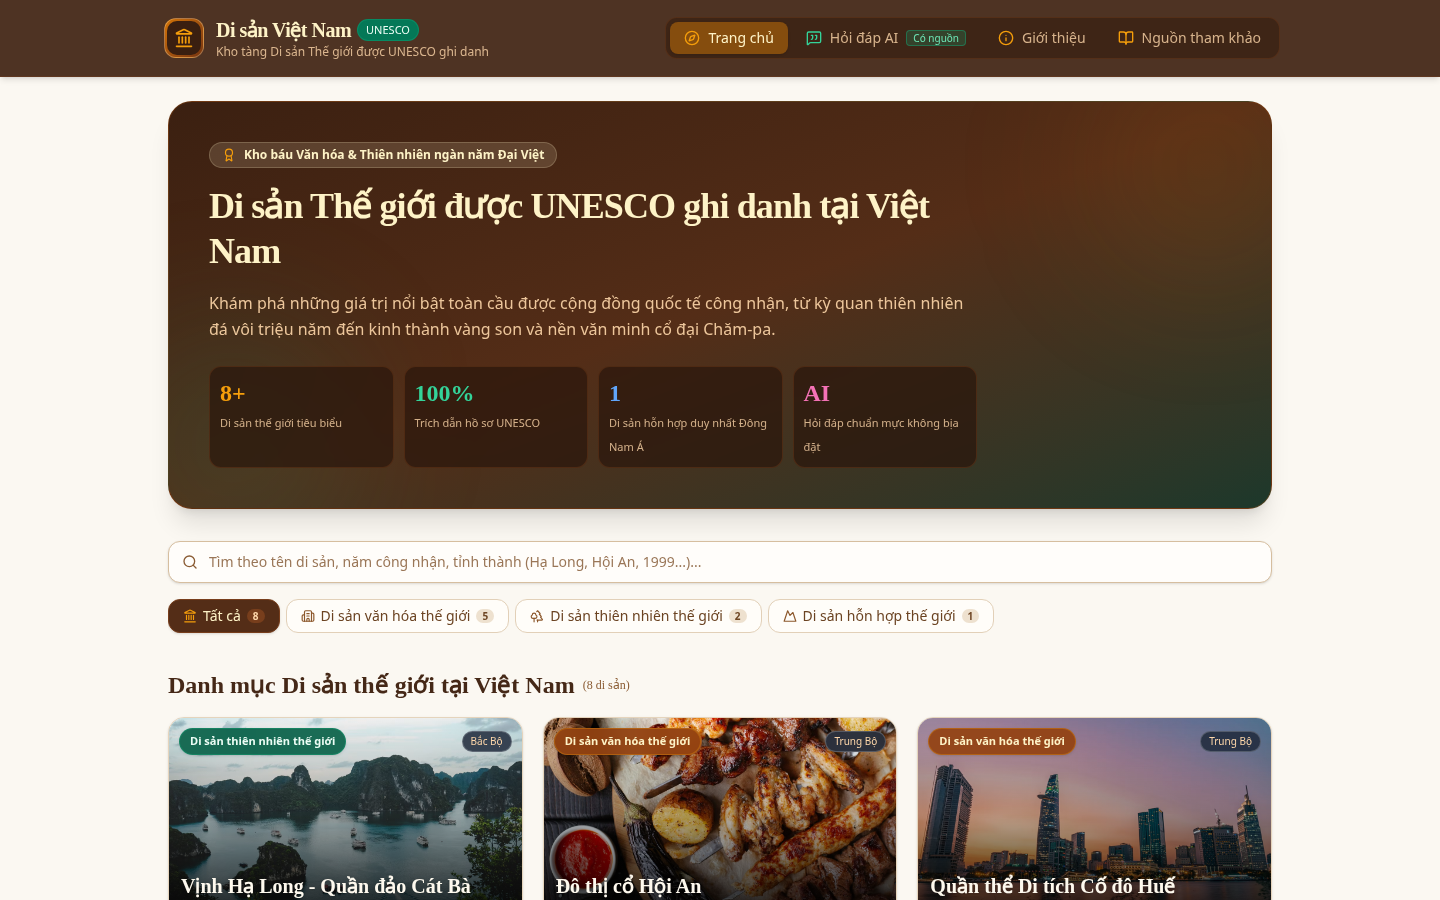 Di sản Việt Nam UNESCO
Kho tàng Di sản Thế giới được UNESCO ghi danh
Trang chủ
Hỏi đáp AI Có nguồn
Giới thiệu
Nguồn tham khảo
Kho báu Văn hóa & Thiên nhiên ngàn năm Đại Việt
Di sản Thế giới được UNESCO ghi danh tại Việt
Nam
Khám phá những giá trị nổi bật toàn cầu được cộng đồng quốc tế công nhận, từ kỳ quan thiên nhiên
đá vôi triệu năm đến kinh thành vàng son và nền văn minh cổ đại Chăm-pa.
8+
Di sản thế giới tiêu biểu
100%
Trích dẫn hồ sơ UNESCO
1
Di sản hỗn hợp duy nhất Đông
Nam Á
AI
Hỏi đáp chuẩn mực không bịa
đặt
Tìm theo tên di sản, năm công nhận, tỉnh thành (Hạ Long, Hội An, 1999...)...
Tất cả 8
Di sản văn hóa thế giới 5
Di sản thiên nhiên thế giới 2
Di sản hỗn hợp thế giới 1
Danh mục Di sản thế giới tại Việt Nam (8 di sản)
Di sản thiên nhiên thế giới
Bắc Bộ
Vịnh Hạ Long - Quần đảo Cát Bà
Di sản văn hóa thế giới
Trung Bộ
Đô thị cổ Hội An
Di sản văn hóa thế giới
Trung Bộ
Quần thể Di tích Cố đô Huế